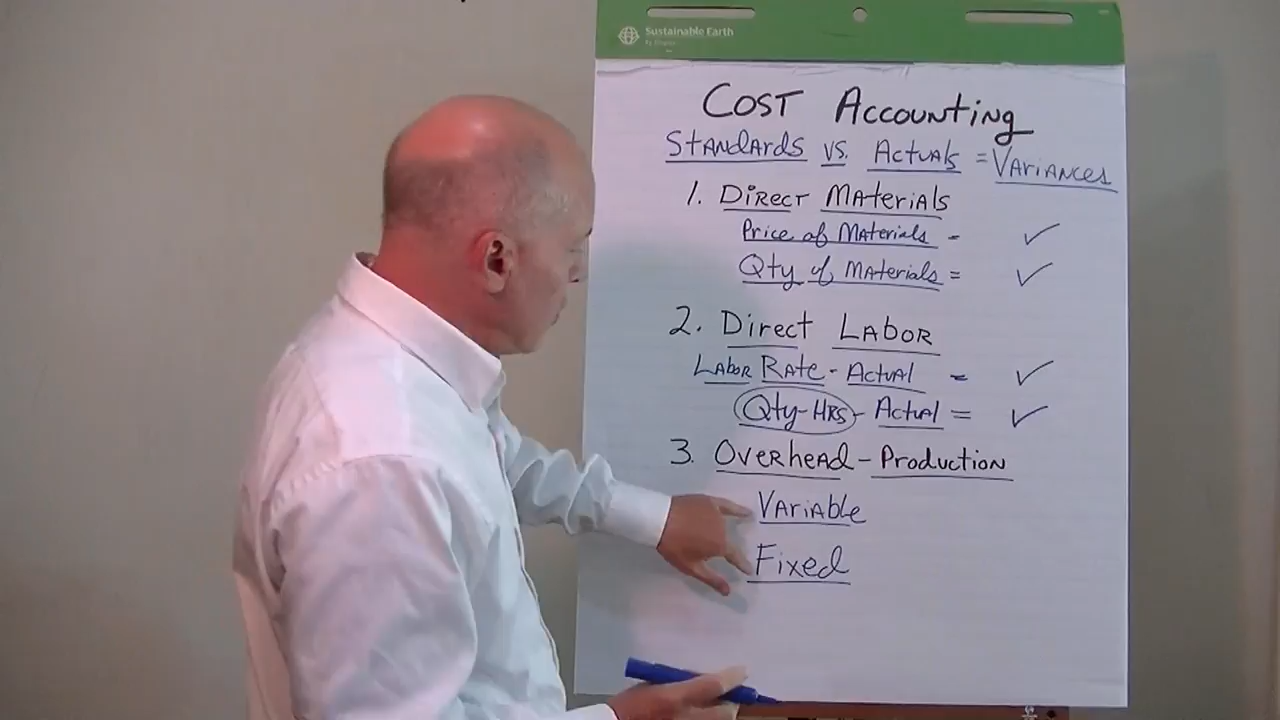 Sustainable Earth
COST Accounting
Standards vs. Actuals = Variances
1. Direct Materials
Price of Materials -
Qty of Materials =
2. Direct Labor
Labor Rate - Actual -
Qty-HRS - Actual =
3. Overhead - Production
Variable
Fixed